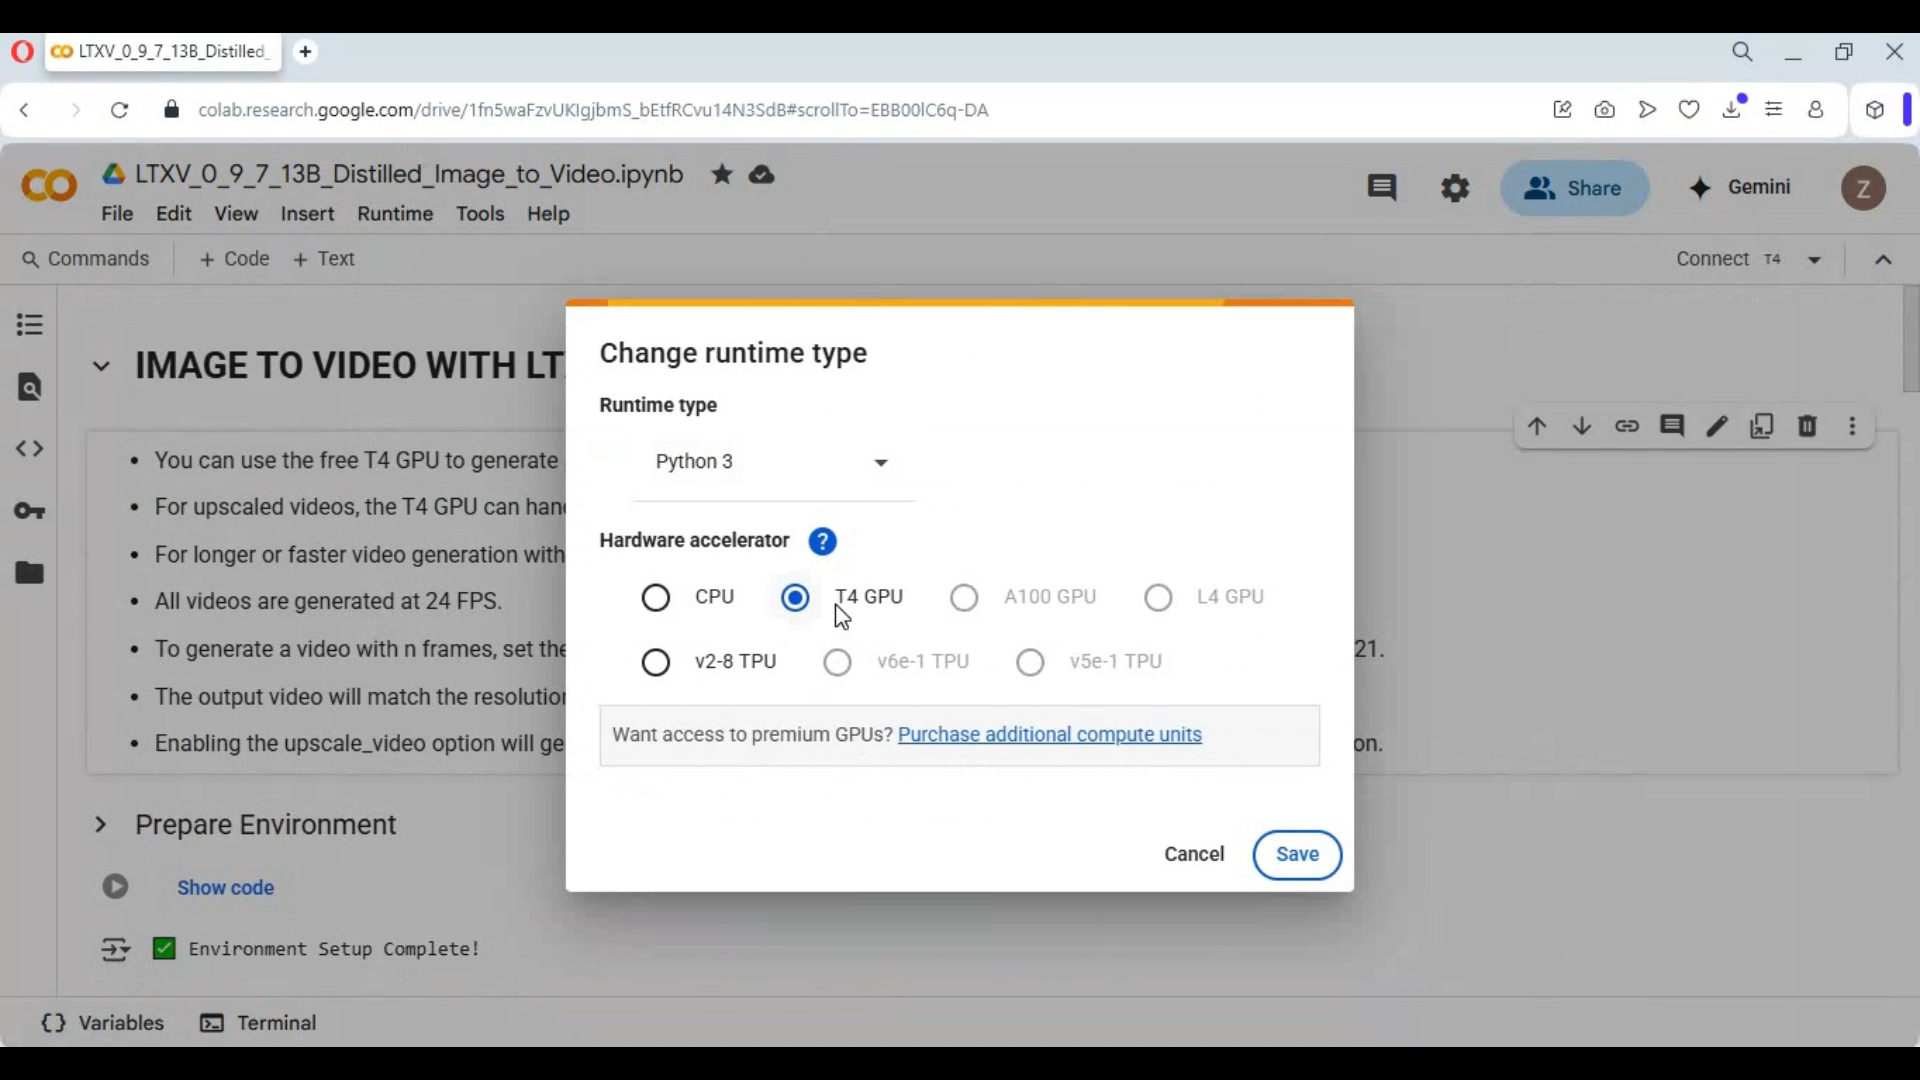 LTXV_0_9_7_13B_Distilled_
colab.research.google.com/drive/1fn5waFzvUKIgjbmS_bEtfRCvu14N3SdB#scrollTo=EBB00lC6q-DA
LTXV_0_9_7_13B_Distilled_Image_to_Video.ipynb
Share
Gemini
Z
File Edit View Insert Runtime Tools Help
Commands + Code + Text
Connect T4
IMAGE TO VIDEO WITH LT
You can use the free T4 GPU to generate
For upscaled videos, the T4 GPU can han
For longer or faster video generation with
All videos are generated at 24 FPS.
To generate a video with n frames, set the
21.
The output video will match the resolution
Enabling the upscale_video option will ge
on.
Change runtime type
Runtime type
Python 3
Hardware accelerator ?
CPU T4 GPU A100 GPU L4 GPU
v2-8 TPU v6e-1 TPU v5e-1 TPU
Want access to premium GPUs? Purchase additional compute units
Cancel Save
Prepare Environment
Show code
Environment Setup Complete!
Variables Terminal